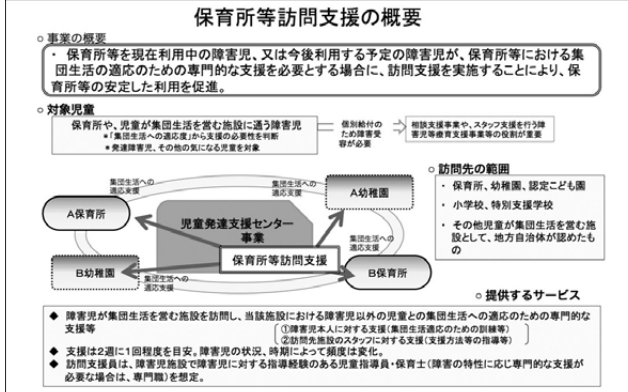 保育所等訪問支援の概要
○ 事業の概要
・ 保育所等を現在利用中の障害児、又は今後利用する予定の障害児が、保育所等における集
団生活の適応のための専門的な支援を必要とする場合に、訪問支援を実施することにより、保
育所等の安定した利用を促進。
○ 対象児童
保育所や、児童が集団生活を営む施設に通う障害児
*「集団生活への適応度」から支援の必要性を判断
*発達障害児、その他の気になる児童を対象
個別給付の
ため障害受
容が必要
相談支援事業や、スタッフ支援を行う障
害児等療育支援事業等の役割が重要
集団生活への
適応支援
集団生活への
適応支援
A幼稚園
A保育所
児童発達支援センター
事業
保育所等訪問支援
集団生活への
適応支援
B幼稚園
集団生活への
適応支援
B保育所
○ 訪問先の範囲
・ 保育所、幼稚園、認定こども園
・ 小学校、特別支援学校
・ その他児童が集団生活を営む施
設として、地方自治体が認めたも
の
○ 提供するサービス
◆ 障害児が集団生活を営む施設を訪問し、当該施設における障害児以外の児童との集団生活への適応のための専門的な
支援等
①障害児本人に対する支援(集団生活適応のための訓練等)
②訪問先施設のスタッフに対する支援(支援方法等の指導等)
◆ 支援は2週に1回程度を目安。障害児の状況、時期によって頻度は変化。
◆ 訪問支援員は、障害児施設で障害児に対する指導経験のある児童指導員・保育士(障害の特性に応じ専門的な支援が
必要な場合は、専門職)を想定。